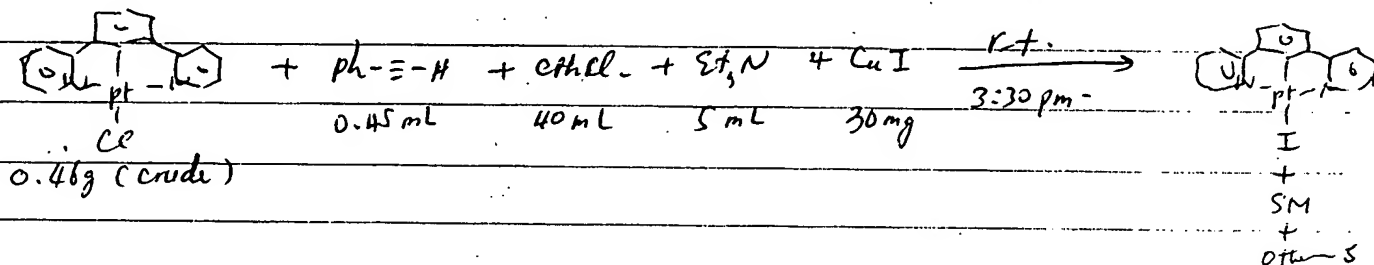 + ph-≡-H + CH2Cl2 + Et3N + CuI r.t.
pt 0.45 mL 40 mL 5 mL 30 mg 3:30 pm- pt
Cl I
0.46g (crude) +
SM
+
Others